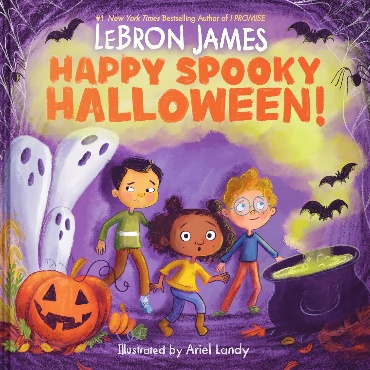 #1 New York Times Bestselling Author of I PROMISE
LEBRON JAMES
HAPPY SPOOKY
HALLOWEEN!
Illustrated by Ariel Landy